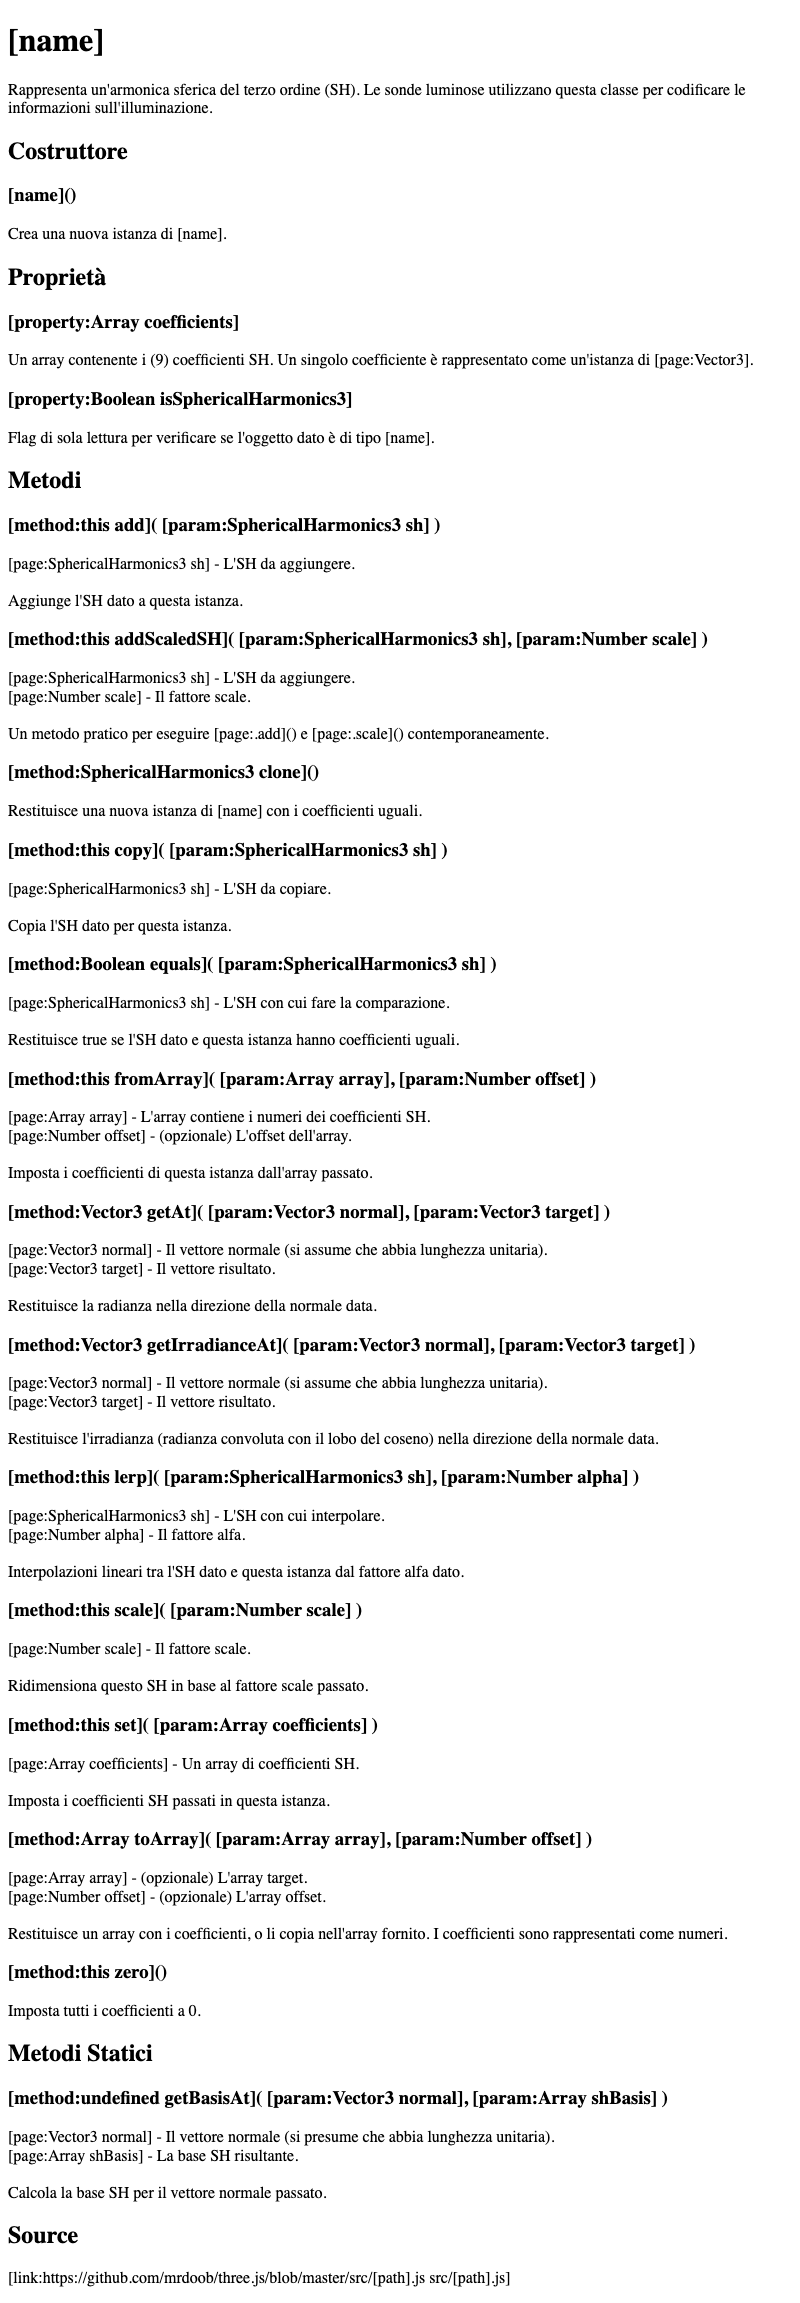 [name]
Rappresenta un'armonica sferica del terzo ordine (SH). Le sonde luminose utilizzano questa classe per codificare le
informazioni sull'illuminazione.
Costruttore
[name]()
Crea una nuova istanza di [name].
Proprietà
[property:Array coefficients]
Un array contenente i (9) coefficienti SH. Un singolo coefficiente è rappresentato come un'istanza di [page:Vector3].
[property:Boolean isSphericalHarmonics3]
Flag di sola lettura per verificare se l'oggetto dato è di tipo [name].
Metodi
[method:this add]( [param:SphericalHarmonics3 sh] )
[page:SphericalHarmonics3 sh] - L'SH da aggiungere.
Aggiunge l'SH dato a questa istanza.
[method:this addScaledSH]( [param:SphericalHarmonics3 sh], [param:Number scale] )
[page:SphericalHarmonics3 sh] - L'SH da aggiungere.
[page:Number scale] - Il fattore scale.
Un metodo pratico per eseguire [page:.add]() e [page:.scale]() contemporaneamente.
[method:SphericalHarmonics3 clone]()
Restituisce una nuova istanza di [name] con i coefficienti uguali.
[method:this copy]( [param:SphericalHarmonics3 sh] )
[page:SphericalHarmonics3 sh] - L'SH da copiare.
Copia l'SH dato per questa istanza.
[method:Boolean equals]( [param:SphericalHarmonics3 sh] )
[page:SphericalHarmonics3 sh] - L'SH con cui fare la comparazione.
Restituisce true se l'SH dato e questa istanza hanno coefficienti uguali.
[method:this fromArray]( [param:Array array], [param:Number offset] )
[page:Array array] - L'array contiene i numeri dei coefficienti SH.
[page:Number offset] - (opzionale) L'offset dell'array.
Imposta i coefficienti di questa istanza dall'array passato.
[method:Vector3 getAt]( [param:Vector3 normal], [param:Vector3 target] )
[page:Vector3 normal] - Il vettore normale (si assume che abbia lunghezza unitaria).
[page:Vector3 target] - Il vettore risultato.
Restituisce la radianza nella direzione della normale data.
[method:Vector3 getIrradianceAt]( [param:Vector3 normal], [param:Vector3 target] )
[page:Vector3 normal] - Il vettore normale (si assume che abbia lunghezza unitaria).
[page:Vector3 target] - Il vettore risultato.
Restituisce l'irradianza (radianza convoluta con il lobo del coseno) nella direzione della normale data.
[method:this lerp]( [param:SphericalHarmonics3 sh], [param:Number alpha] )
[page:SphericalHarmonics3 sh] - L'SH con cui interpolare.
[page:Number alpha] - Il fattore alfa.
Interpolazioni lineari tra l'SH dato e questa istanza dal fattore alfa dato.
[method:this scale]( [param:Number scale] )
[page:Number scale] - Il fattore scale.
Ridimensiona questo SH in base al fattore scale passato.
[method:this set]( [param:Array coefficients] )
[page:Array coefficients] - Un array di coefficienti SH.
Imposta i coefficienti SH passati in questa istanza.
[method:Array toArray]( [param:Array array], [param:Number offset] )
[page:Array array] - (opzionale) L'array target.
[page:Number offset] - (opzionale) L'array offset.
Restituisce un array con i coefficienti, o li copia nell'array fornito. I coefficienti sono rappresentati come numeri.
[method:this zero]()
Imposta tutti i coefficienti a 0.
Metodi Statici
[method:undefined getBasisAt]( [param:Vector3 normal], [param:Array shBasis] )
[page:Vector3 normal] - Il vettore normale (si presume che abbia lunghezza unitaria).
[page:Array shBasis] - La base SH risultante.
Calcola la base SH per il vettore normale passato.
Source
[link:https://github.com/mrdoob/three.js/blob/master/src/[path].js src/[path].js]